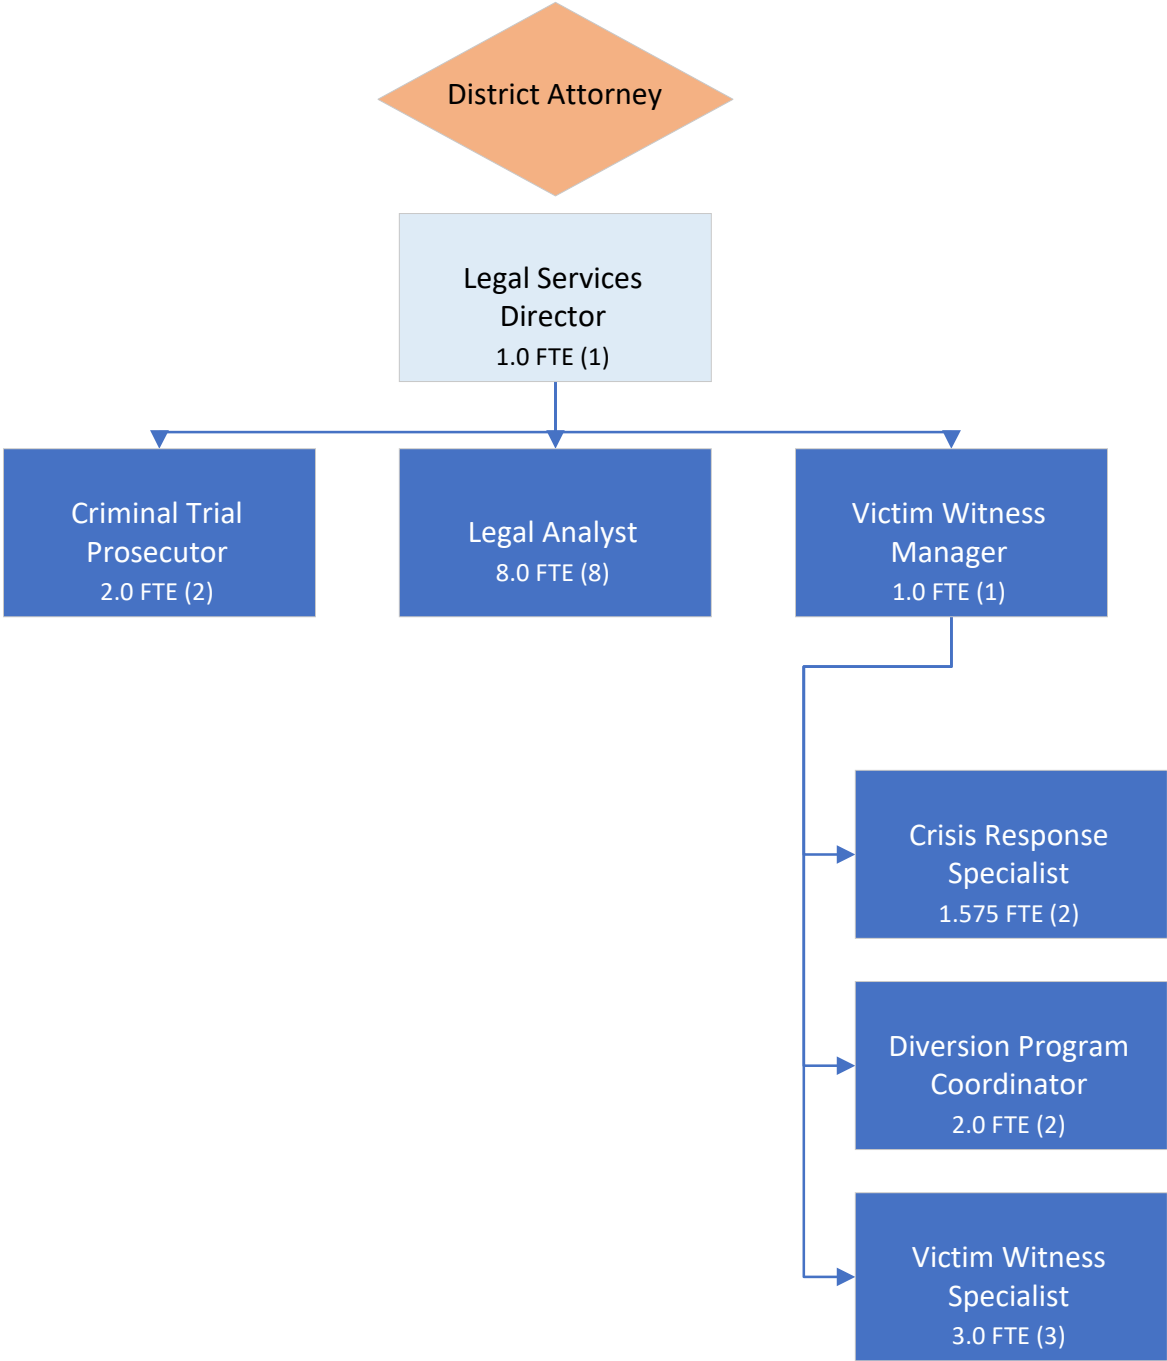 District Attorney
Legal Services
Director
1.0 FTE (1)
Criminal Trial
Prosecutor
2.0 FTE (2)
Legal Analyst
8.0 FTE (8)
Victim Witness
Manager
1.0 FTE (1)
Crisis Response
Specialist
1.575 FTE (2)
Diversion Program
Coordinator
2.0 FTE (2)
Victim Witness
Specialist
3.0 FTE (3)